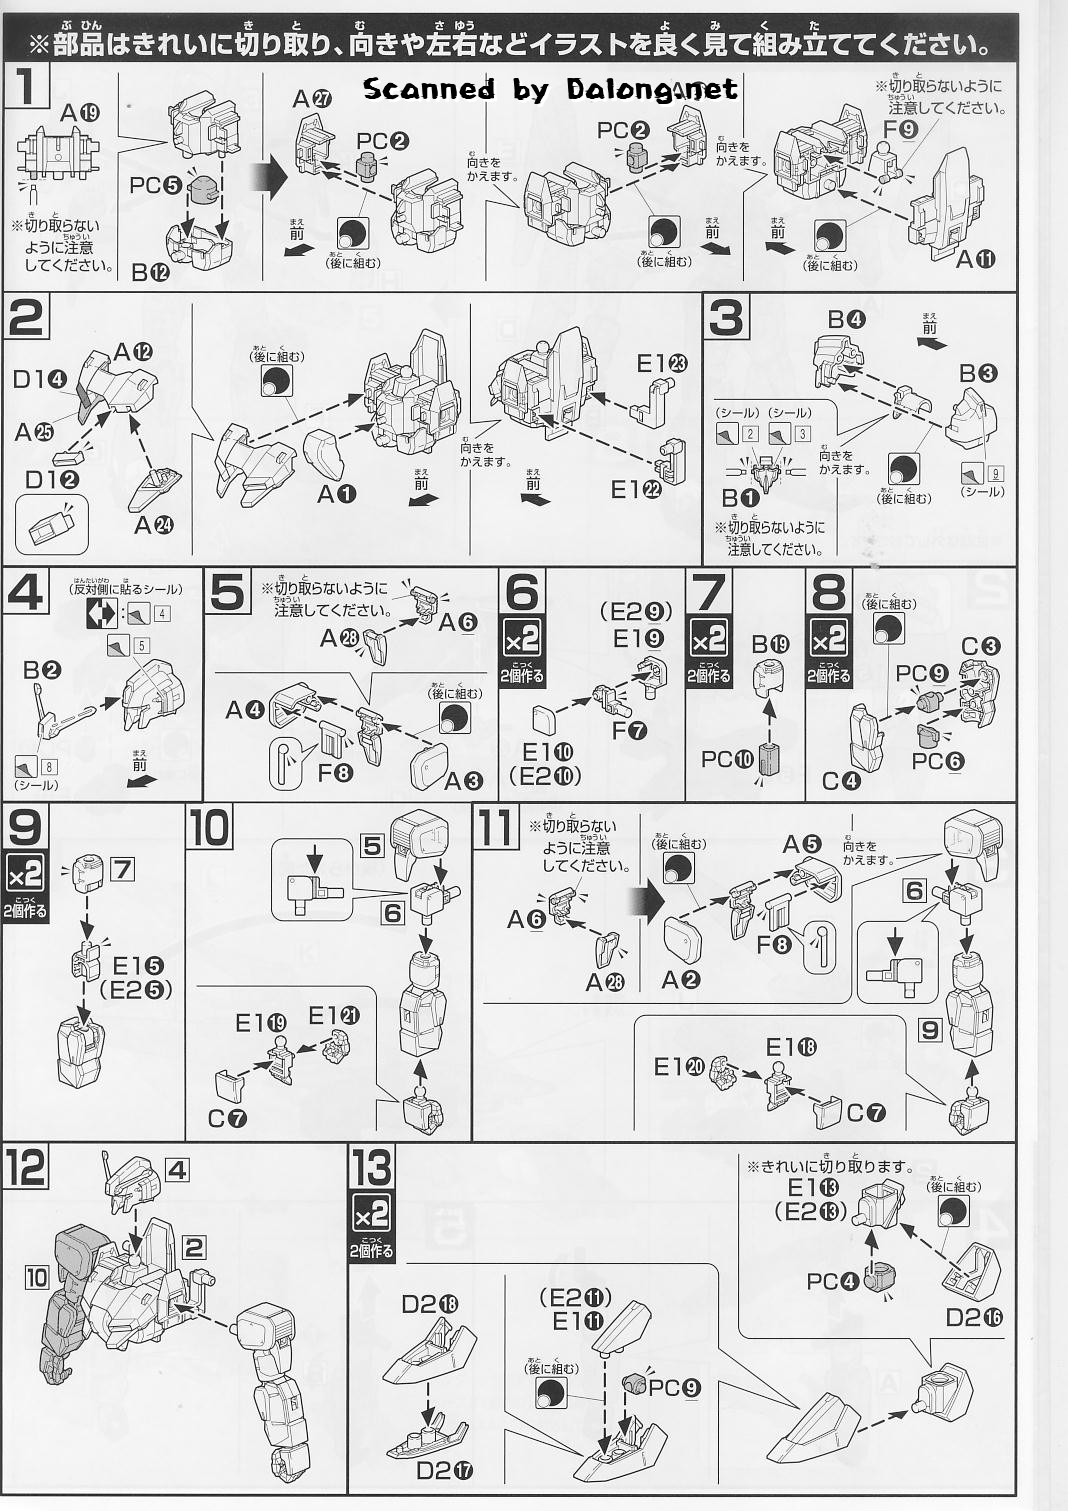 ※部品はきれいに切り取り、向きや左右などイラストを良く見て組み立ててください。
Scanned by Dalong.net
1
A⑲
※切り取らない
ように注意
してください。
PC⑤
B⑫
A㉗
PC②
前
(後に組む)
向きを
かえます。
PC②
前
(後に組む)
向きを
かえます。
※切り取らないように
注意してください。
F⑨
前
(後に組む)
A⑪
2
A⑫
D1④
A㉕
D1②
A㉔
(後に組む)
A①
前
向きを
かえます。
E1㉓
E1㉒
前
3
B④
前
B③
(シール) (シール)
2 3
B①
※切り取らないように
注意してください。
向きを
かえます。
(後に組む)
9
(シール)
4
(反対側に貼るシール)
: 4
5
B②
8
(シール)
前
5
※切り取らないように
注意してください。
A⑥
A㉘
A④
F⑧
(後に組む)
A③
6
×2
2個作る
(E2⑨)
E1⑨
F⑦
E1⑩
(E2⑩)
7
×2
2個作る
B⑲
PC⑩
8
×2
2個作る
(後に組む)
C③
PC⑨
PC⑥
C④
9
×2
2個作る
7
E1⑤
(E2⑤)
10
5
6
E1⑲
E1㉑
C⑦
11
※切り取らない
ように注意
してください。
A⑥
A㉘
(後に組む)
A⑤
F⑧
A②
向きを
かえます。
6
9
E1⑳
E1⑱
C⑦
12
4
2
10
13
×2
2個作る
D2⑱
D2⑰
(E2⑪)
E1⑪
(後に組む)
PC⑨
※きれいに切り取ります。
E1⑬
(E2⑬)
(後に組む)
PC④
D2⑯